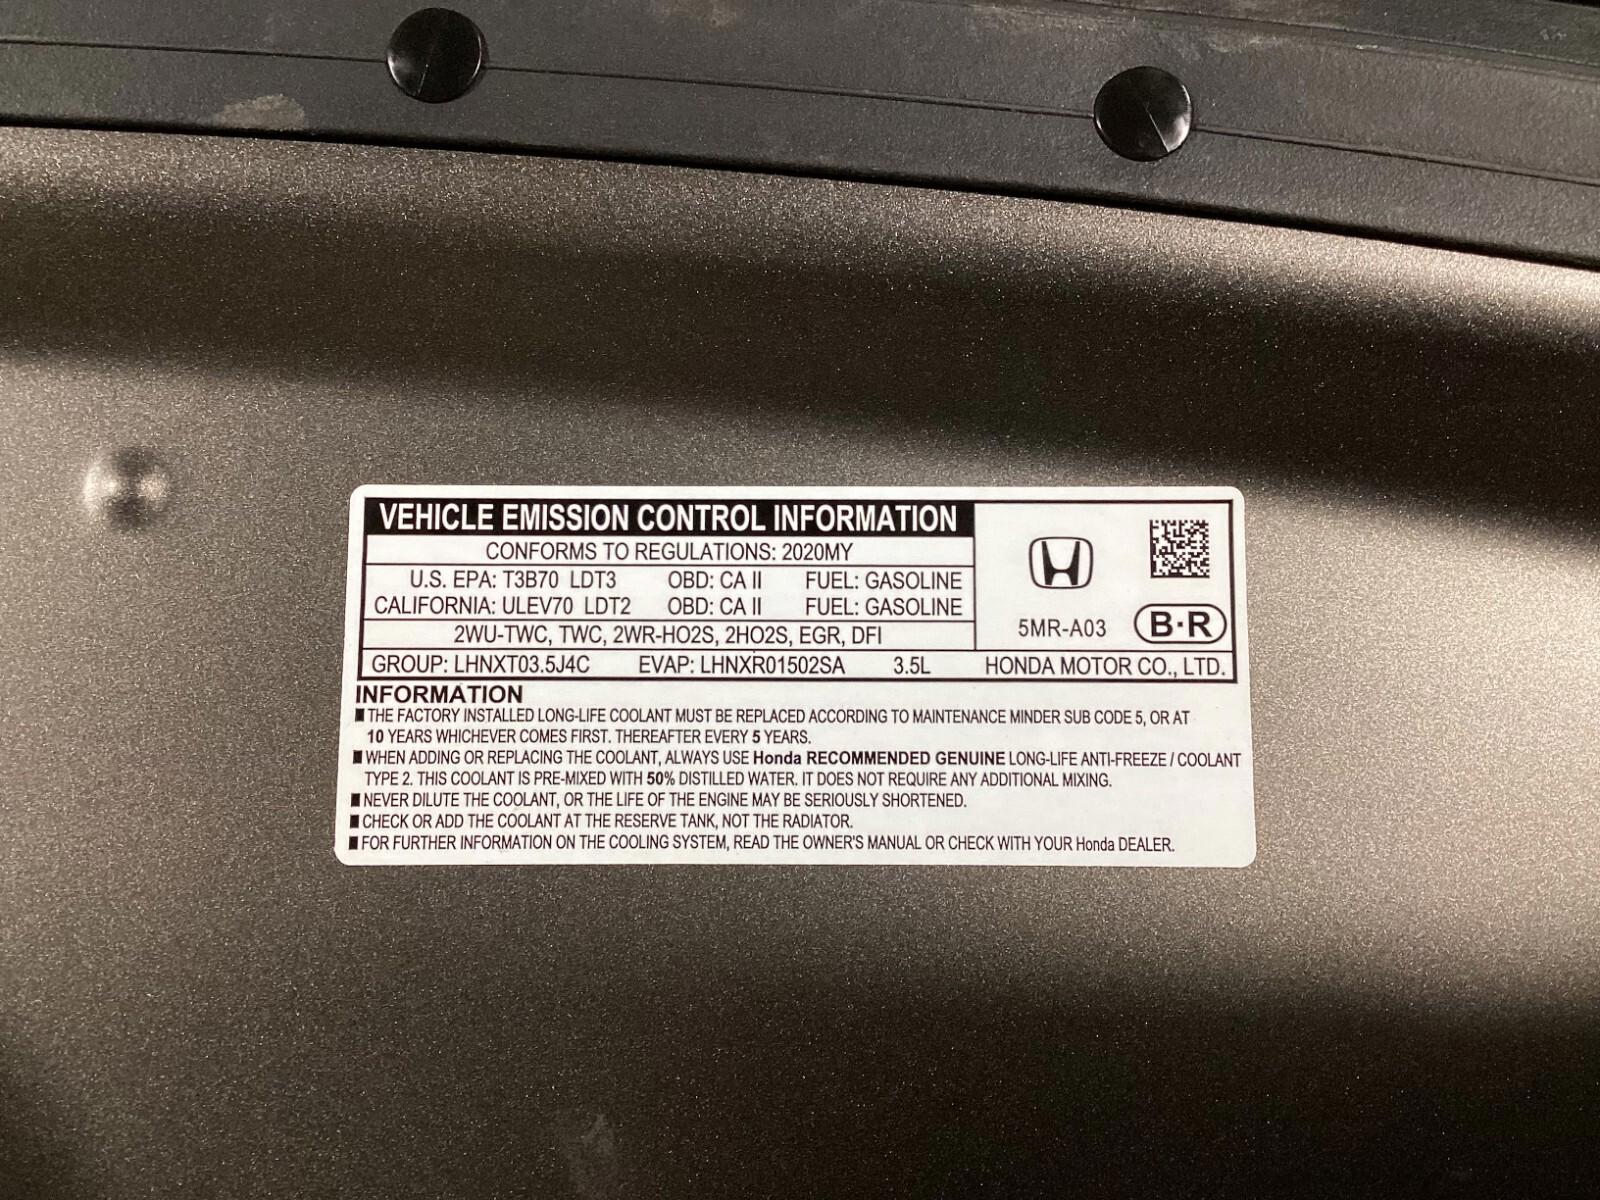 VEHICLE EMISSION CONTROL INFORMATION
CONFORMS TO REGULATIONS: 2020MY
U.S. EPA: T3B70 LDT3 OBD: CA II FUEL: GASOLINE
CALIFORNIA: ULEV70 LDT2 OBD: CA II FUEL: GASOLINE
2WU-TWC, TWC, 2WR-HO2S, 2HO2S, EGR, DFI
5MR-A03 B·R
GROUP: LHNXT03.5J4C EVAP: LHNXR01502SA 3.5L HONDA MOTOR CO., LTD.
INFORMATION
■ THE FACTORY INSTALLED LONG-LIFE COOLANT MUST BE REPLACED ACCORDING TO MAINTENANCE MINDER SUB CODE 5, OR AT
10 YEARS WHICHEVER COMES FIRST. THEREAFTER EVERY 5 YEARS.
■ WHEN ADDING OR REPLACING THE COOLANT, ALWAYS USE Honda RECOMMENDED GENUINE LONG-LIFE ANTI-FREEZE / COOLANT
TYPE 2. THIS COOLANT IS PRE-MIXED WITH 50% DISTILLED WATER. IT DOES NOT REQUIRE ANY ADDITIONAL MIXING.
■ NEVER DILUTE THE COOLANT, OR THE LIFE OF THE ENGINE MAY BE SERIOUSLY SHORTENED.
■ CHECK OR ADD THE COOLANT AT THE RESERVE TANK, NOT THE RADIATOR.
■ FOR FURTHER INFORMATION ON THE COOLING SYSTEM, READ THE OWNER'S MANUAL OR CHECK WITH YOUR Honda DEALER.